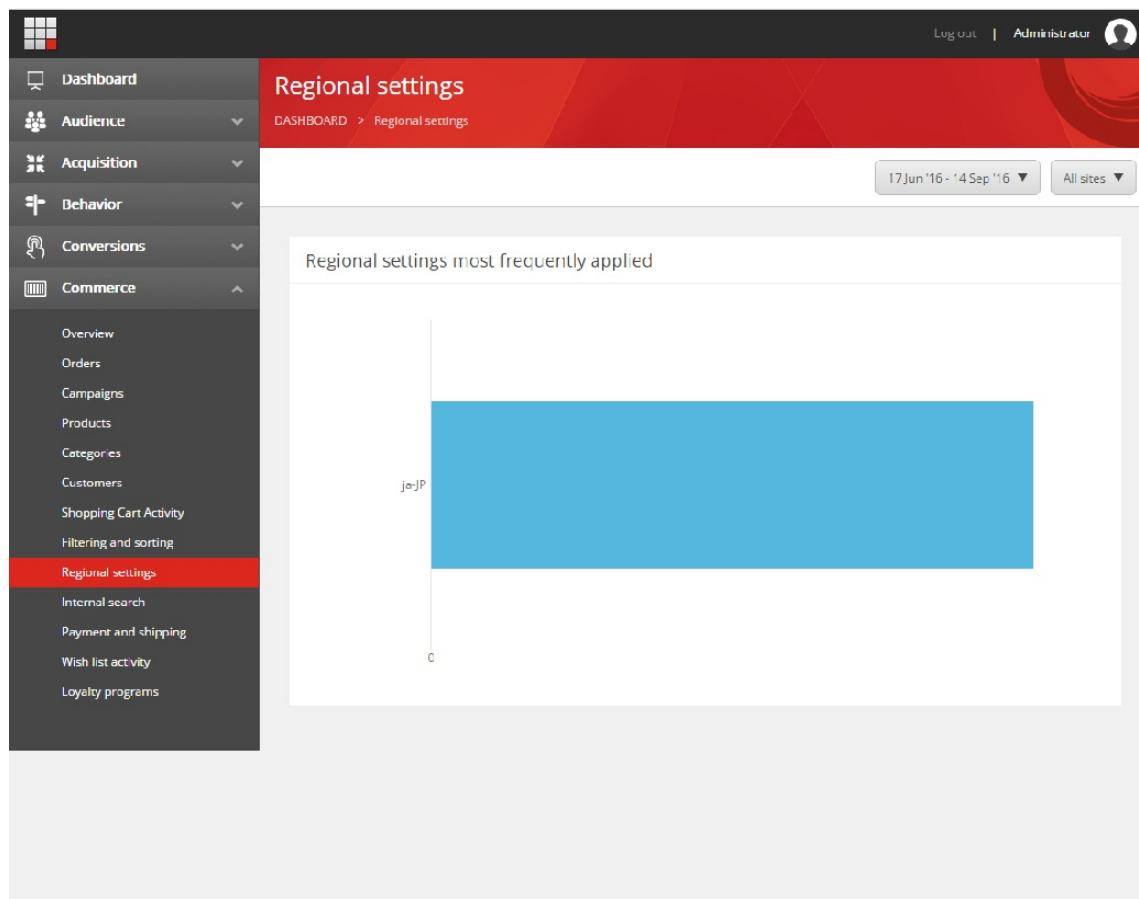 Log out | Administrator
Dashboard
Audience
Acquisition
Behavior
Conversions
Commerce
Overview
Orders
Campaigns
Products
Categories
Customers
Shopping Cart Activity
Filtering and sorting
Regional settings
Internal search
Payment and shipping
Wish list activity
Loyalty programs
Regional settings
DASHBOARD > Regional settings
17 Jun '16 - 14 Sep '16 ▼
All sites ▼
Regional settings most frequently applied
ja-JP
0